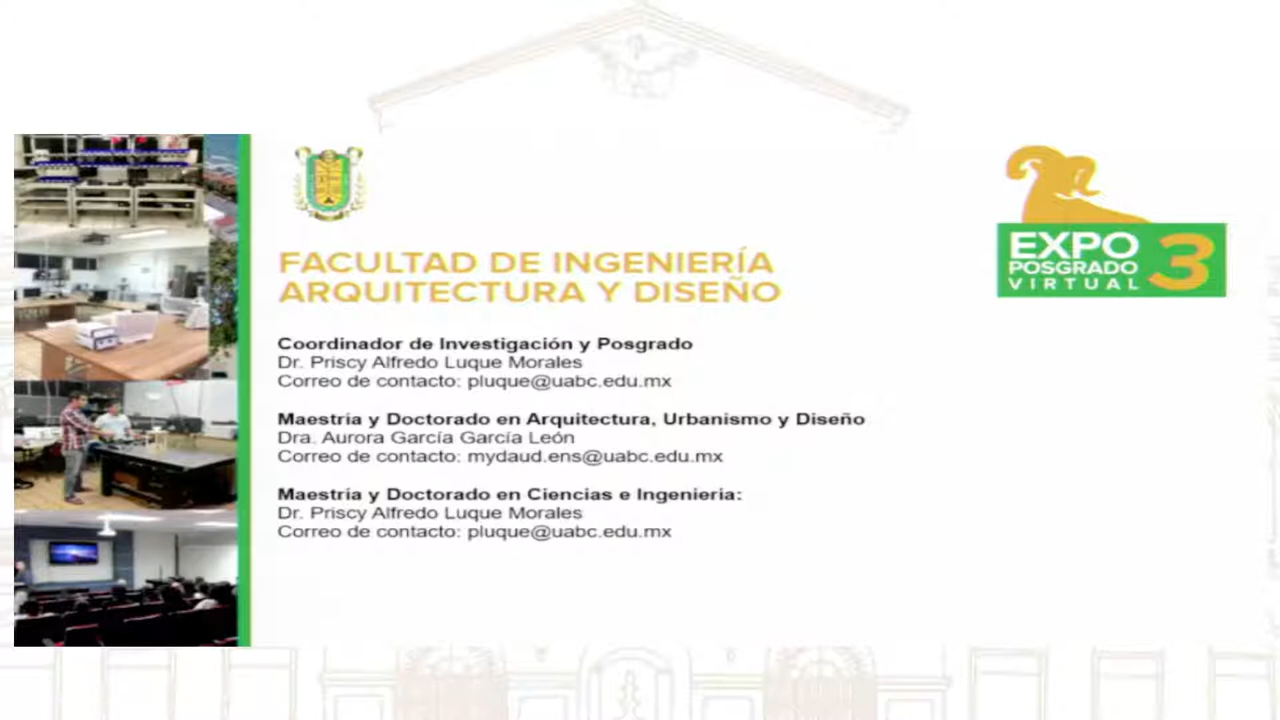 FACULTAD DE INGENIERÍA
ARQUITECTURA Y DISEÑO
EXPO
POSGRADO
VIRTUAL
3
Coordinador de Investigación y Posgrado
Dr. Priscy Alfredo Luque Morales
Correo de contacto: pluque@uabc.edu.mx
Maestría y Doctorado en Arquitectura, Urbanismo y Diseño
Dra. Aurora García García León
Correo de contacto: mydaud.ens@uabc.edu.mx
Maestría y Doctorado en Ciencias e Ingenieria:
Dr. Priscy Alfredo Luque Morales
Correo de contacto: pluque@uabc.edu.mx